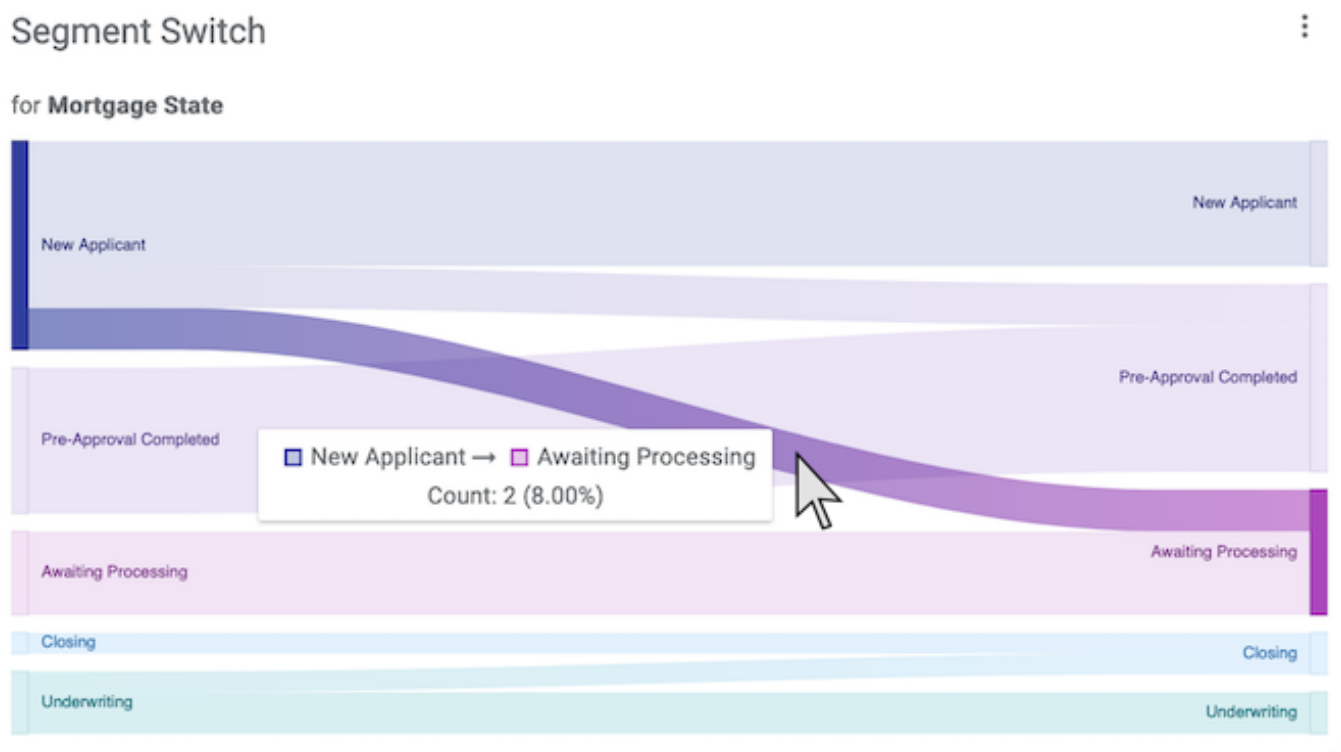 Segment Switch
for Mortgage State
New Applicant
New Applicant
Pre-Approval Completed
Pre-Approval Completed
New Applicant → Awaiting Processing
Count: 2 (8.00%)
Awaiting Processing
Awaiting Processing
Closing
Closing
Underwriting
Underwriting